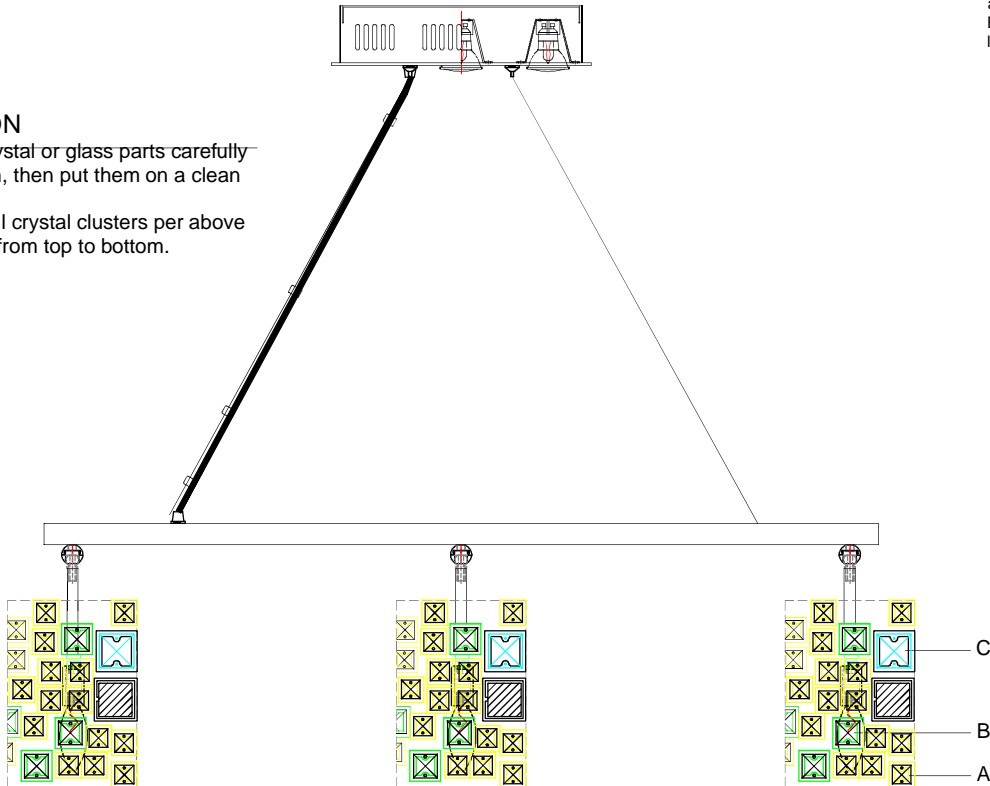 ON
ystal or glass parts carefully
, then put them on a clean
l crystal clusters per above
from top to bottom.
C
B
A